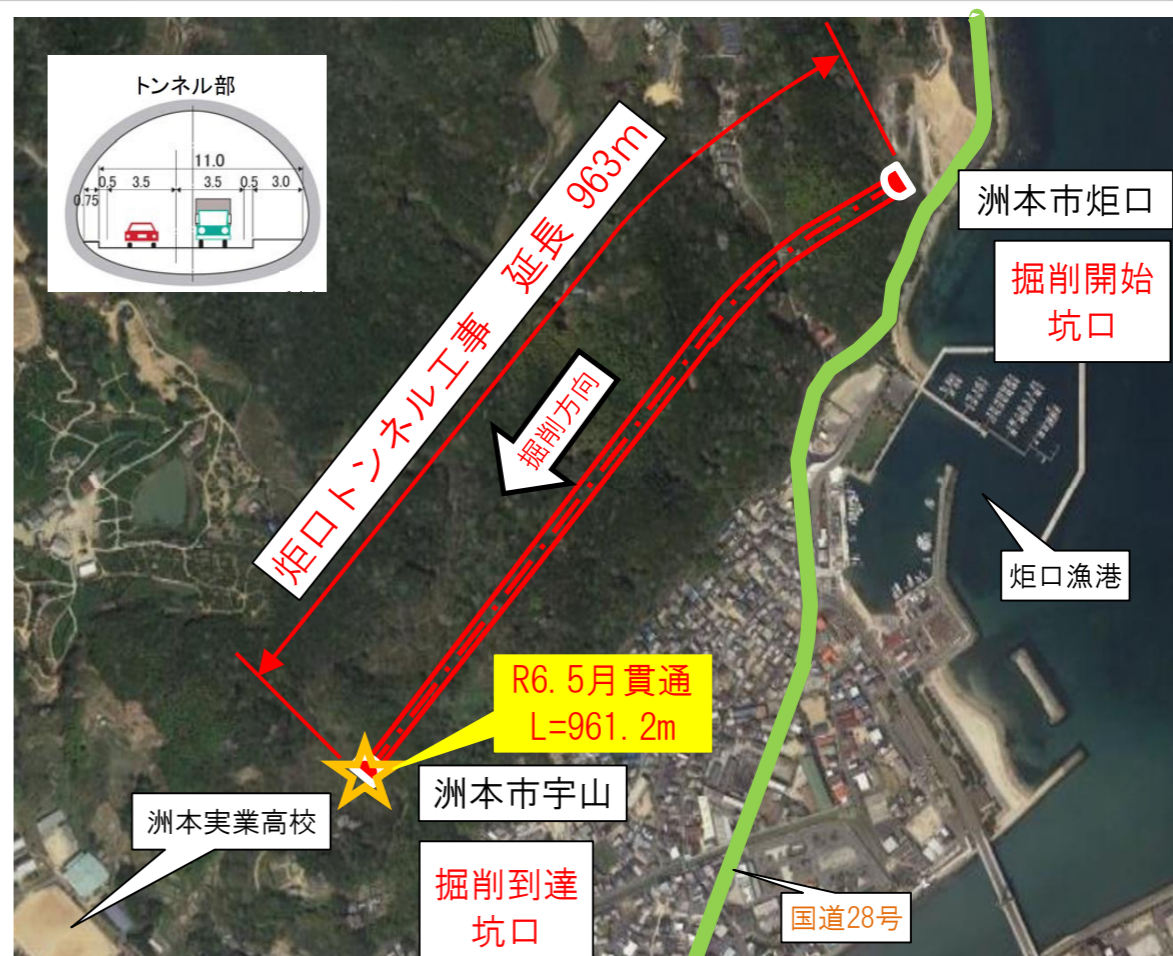 トンネル部
11.0
0.5
3.5
3.5
0.5
3.0
0.75
炬口トンネル工事　延長 963m
洲本市炬口
掘削開始
坑口
掘削方向
炬口漁港
R6.5月貫通
L=961.2m
洲本市宇山
洲本実業高校
掘削到達
坑口
国道28号